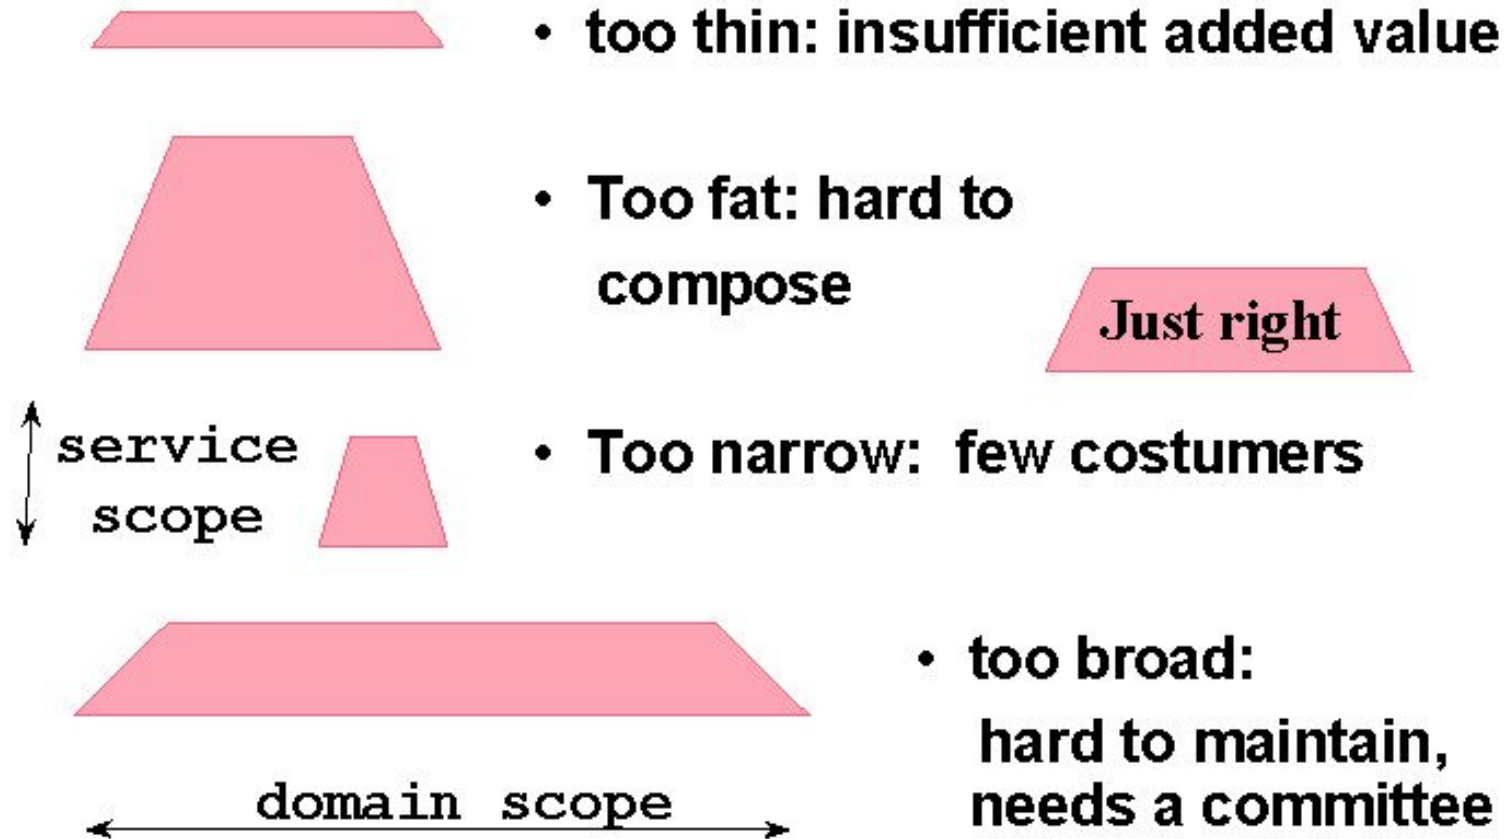 • too thin: insufficient added value
• Too fat: hard to
compose
Just right
service
scope
• Too narrow: few costumers
• too broad:
hard to maintain,
needs a committee
domain scope